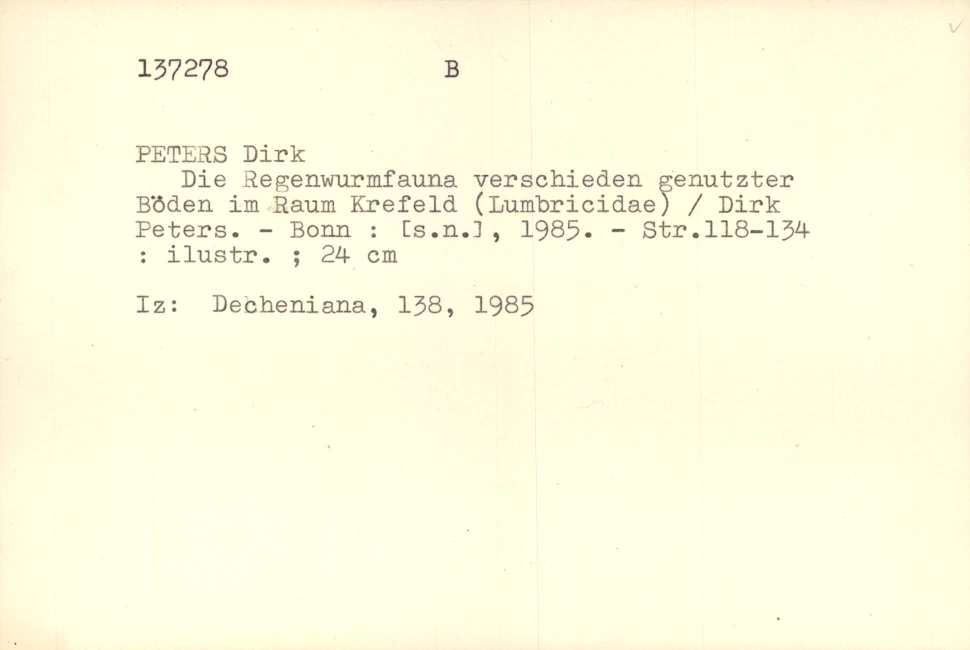 137278 B
PETERS Dirk
Die Regenwurmfauna verschieden genutzter
Böden im Raum Krefeld (Lumbricidae) / Dirk
Peters. - Bonn : [s.n.], 1985. - Str.118-134
: ilustr. ; 24 cm
Iz: Decheniana, 138, 1985